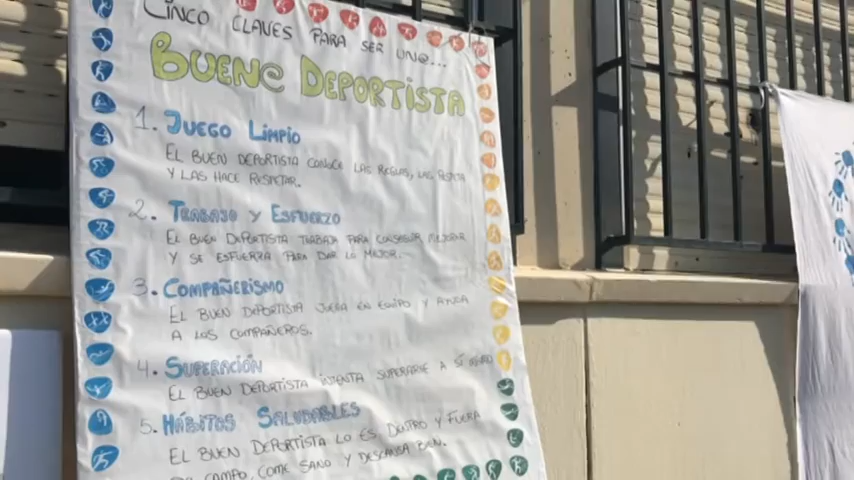 CINCO CLAVES PARA SER UN@...
BUEN@ DEPORTISTA
1. JUEGO LIMPIO
EL BUEN DEPORTISTA CONOCE LAS REGLAS, LAS RESPETA
Y LAS HACE RESPETAR.
2. TRABAJO Y ESFUERZO
EL BUEN DEPORTISTA TRABAJA PARA CONSEGUIR MEJORAR
Y SE ESFUERZA PARA DAR LO MEJOR.
3. COMPAÑERISMO
EL BUEN DEPORTISTA JUEGA EN EQUIPO Y AYUDA
A LOS COMPAÑEROS.
4. SUPERACIÓN
EL BUEN DEPORTISTA INTENTA SUPERARSE A SÍ MISMO
5. HÁBITOS SALUDABLES
EL BUEN DEPORTISTA LO ES DENTRO Y FUERA
DEL CAMPO, COME SANO Y DESCANSA BIEN.